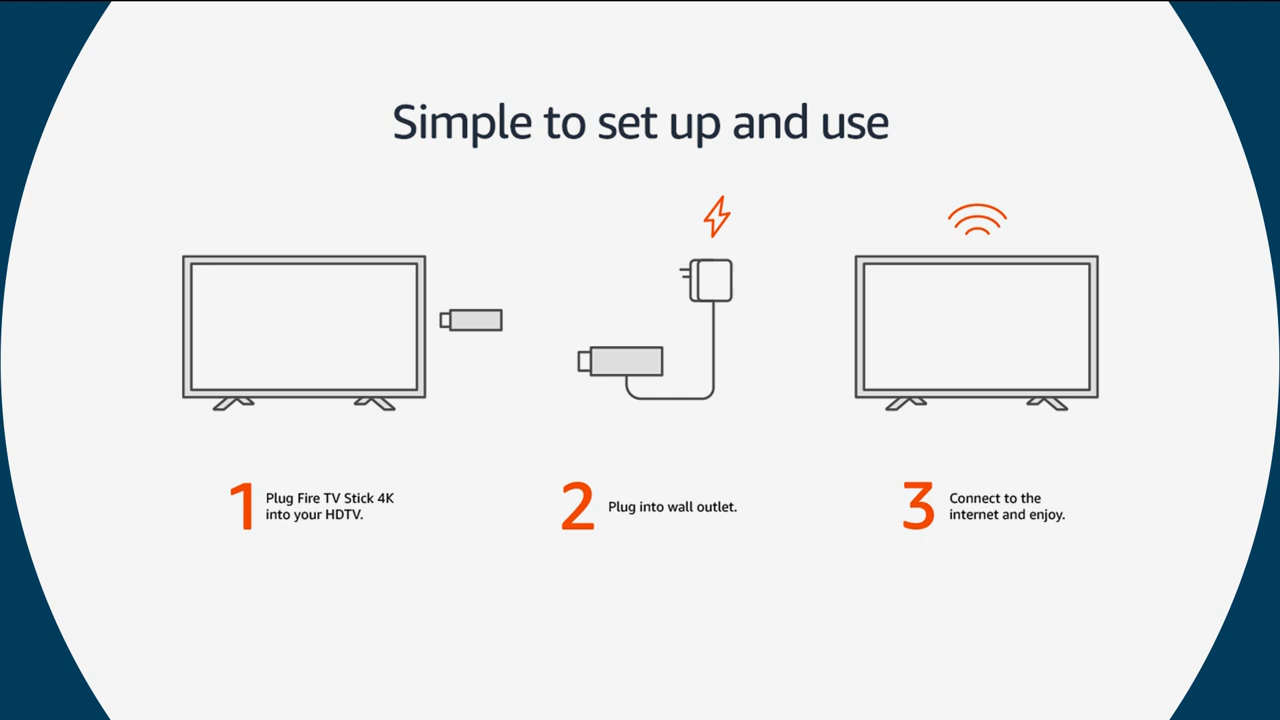 Simple to set up and use
1
Plug Fire TV Stick 4K
into your HDTV.
2
Plug into wall outlet.
3
Connect to the
internet and enjoy.